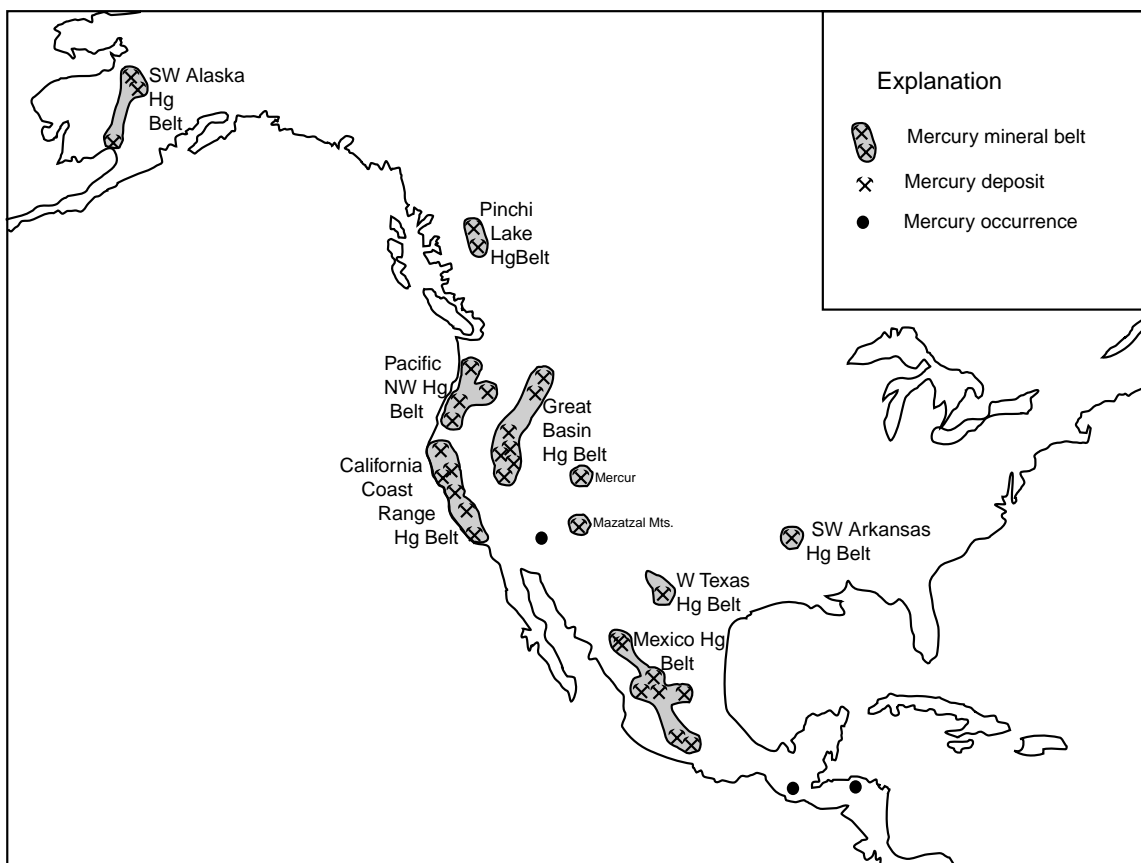 SW Alaska
Hg
Belt
Explanation
Mercury mineral belt
Mercury deposit
Mercury occurrence
Pinchi
Lake
HgBelt
Pacific
NW Hg
Belt
Great
Basin
Hg Belt
California
Coast
Range
Hg Belt
Mercur
Mazatzal Mts.
SW Arkansas
Hg Belt
W Texas
Hg Belt
Mexico Hg
Belt